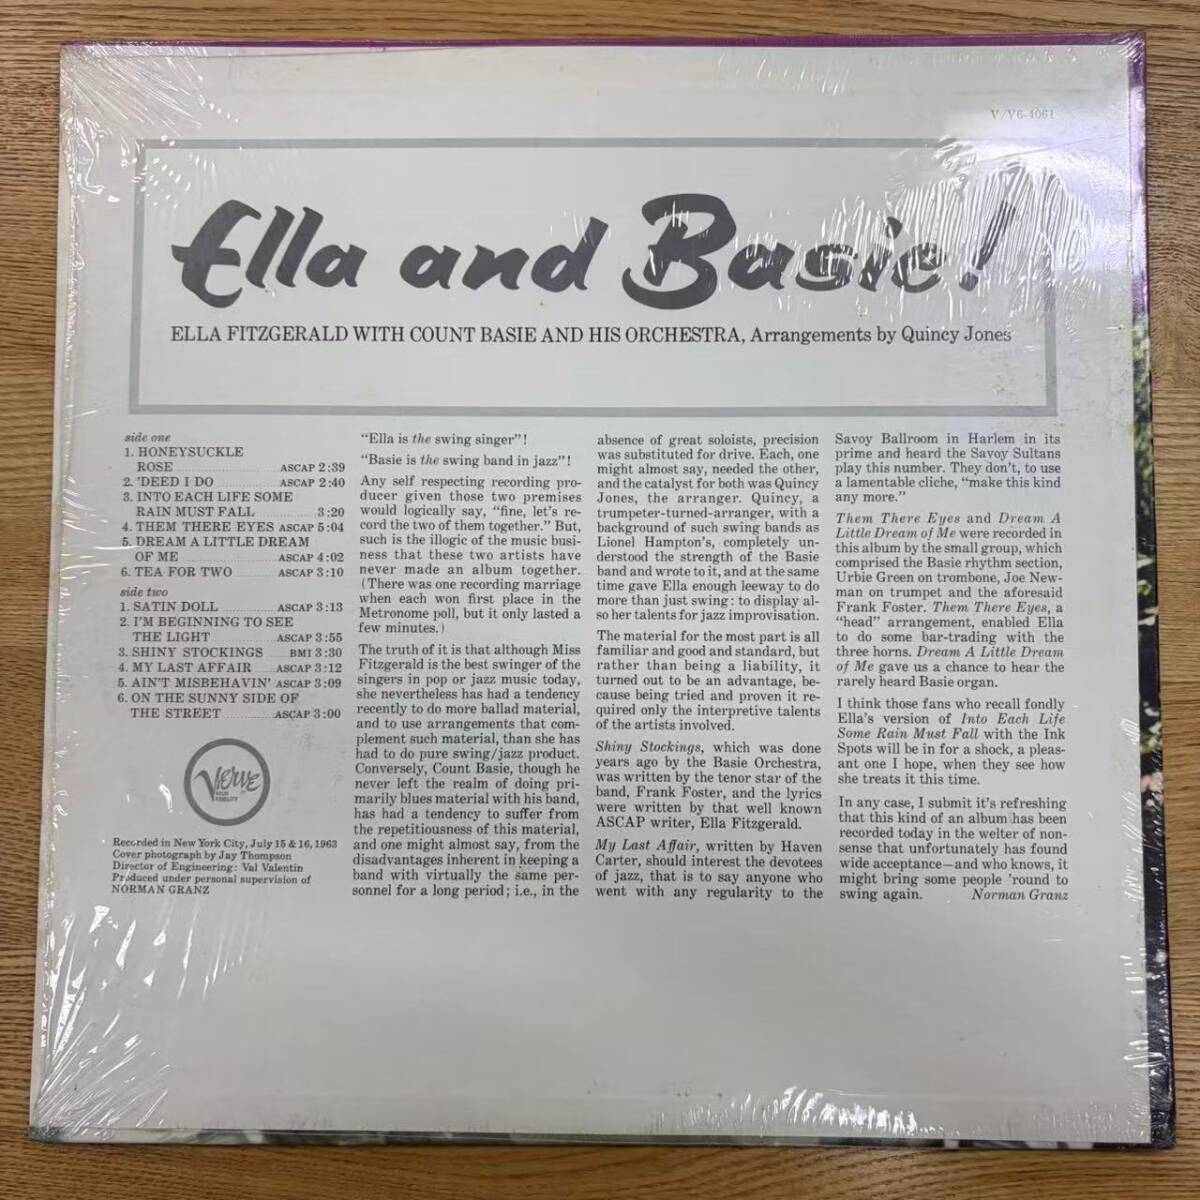 V/V6-4061
Ella and Basie!
ELLA FITZGERALD WITH COUNT BASIE AND HIS ORCHESTRA, Arrangements by Quincy Jones
side one
1. HONEYSUCKLE
ROSE ASCAP 2:39
2. 'DEED I DO ASCAP 2:40
3. INTO EACH LIFE SOME
RAIN MUST FALL 3:20
4. THEM THERE EYES ASCAP 5:04
5. DREAM A LITTLE DREAM
OF ME ASCAP 4:02
6. TEA FOR TWO ASCAP 3:10
side two
1. SATIN DOLL ASCAP 3:13
2. I'M BEGINNING TO SEE
THE LIGHT ASCAP 3:55
3. SHINY STOCKINGS BMI 3:30
4. MY LAST AFFAIR ASCAP 3:12
5. AIN'T MISBEHAVIN' ASCAP 3:09
6. ON THE SUNNY SIDE OF
THE STREET ASCAP 3:00
Verve
HIGH
FIDELITY
Recorded in New York City, July 15 & 16, 1963
Cover photograph by Jay Thompson
Director of Engineering: Val Valentin
Produced under personal supervision of
NORMAN GRANZ
"Ella is the swing singer"!
"Basie is the swing band in jazz"!
Any self respecting recording pro-
ducer given those two premises
would logically say, "fine, let's re-
cord the two of them together." But,
such is the illogic of the music busi-
ness that these two artists have
never made an album together.
(There was one recording marriage
when each won first place in the
Metronome poll, but it only lasted a
few minutes.)
The truth of it is that although Miss
Fitzgerald is the best swinger of the
singers in pop or jazz music today,
she nevertheless has had a tendency
recently to do more ballad material,
and to use arrangements that com-
plement such material, than she has
had to do pure swing/jazz product.
Conversely, Count Basie, though he
never left the realm of doing pri-
marily blues material with his band,
has had a tendency to suffer from
the repetitiousness of this material,
and one might almost say, from the
disadvantages inherent in keeping a
band with virtually the same per-
sonnel for a long period; i.e., in the
absence of great soloists, precision
was substituted for drive. Each, one
might almost say, needed the other,
and the catalyst for both was Quincy
Jones, the arranger. Quincy, a
trumpeter-turned-arranger, with a
background of such swing bands as
Lionel Hampton's, completely un-
derstood the strength of the Basie
band and wrote to it, and at the same
time gave Ella enough leeway to do
more than just swing: to display al-
so her talents for jazz improvisation.
The material for the most part is all
familiar and good and standard, but
rather than being a liability, it
turned out to be an advantage, be-
cause being tried and proven it re-
quired only the interpretive talents
of the artists involved.
Shiny Stockings, which was done
years ago by the Basie Orchestra,
was written by the tenor star of the
band, Frank Foster, and the lyrics
were written by that well known
ASCAP writer, Ella Fitzgerald.
My Last Affair, written by Haven
Carter, should interest the devotees
of jazz, that is to say anyone who
went with any regularity to the
Savoy Ballroom in Harlem in its
prime and heard the Savoy Sultans
play this number. They don't, to use
a lamentable cliche, "make this kind
any more."
Them There Eyes and Dream A
Little Dream of Me were recorded in
this album by the small group, which
comprised the Basie rhythm section,
Urbie Green on trombone, Joe New-
man on trumpet and the aforesaid
Frank Foster. Them There Eyes, a
"head" arrangement, enabled Ella
to do some bar-trading with the
three horns. Dream A Little Dream
of Me gave us a chance to hear the
rarely heard Basie organ.
I think those fans who recall fondly
Ella's version of Into Each Life
Some Rain Must Fall with the Ink
Spots will be in for a shock, a pleas-
ant one I hope, when they see how
she treats it this time.
In any case, I submit it's refreshing
that this kind of an album has been
recorded today in the welter of non-
sense that unfortunately has found
wide acceptance—and who knows, it
might bring some people 'round to
swing again. Norman Granz